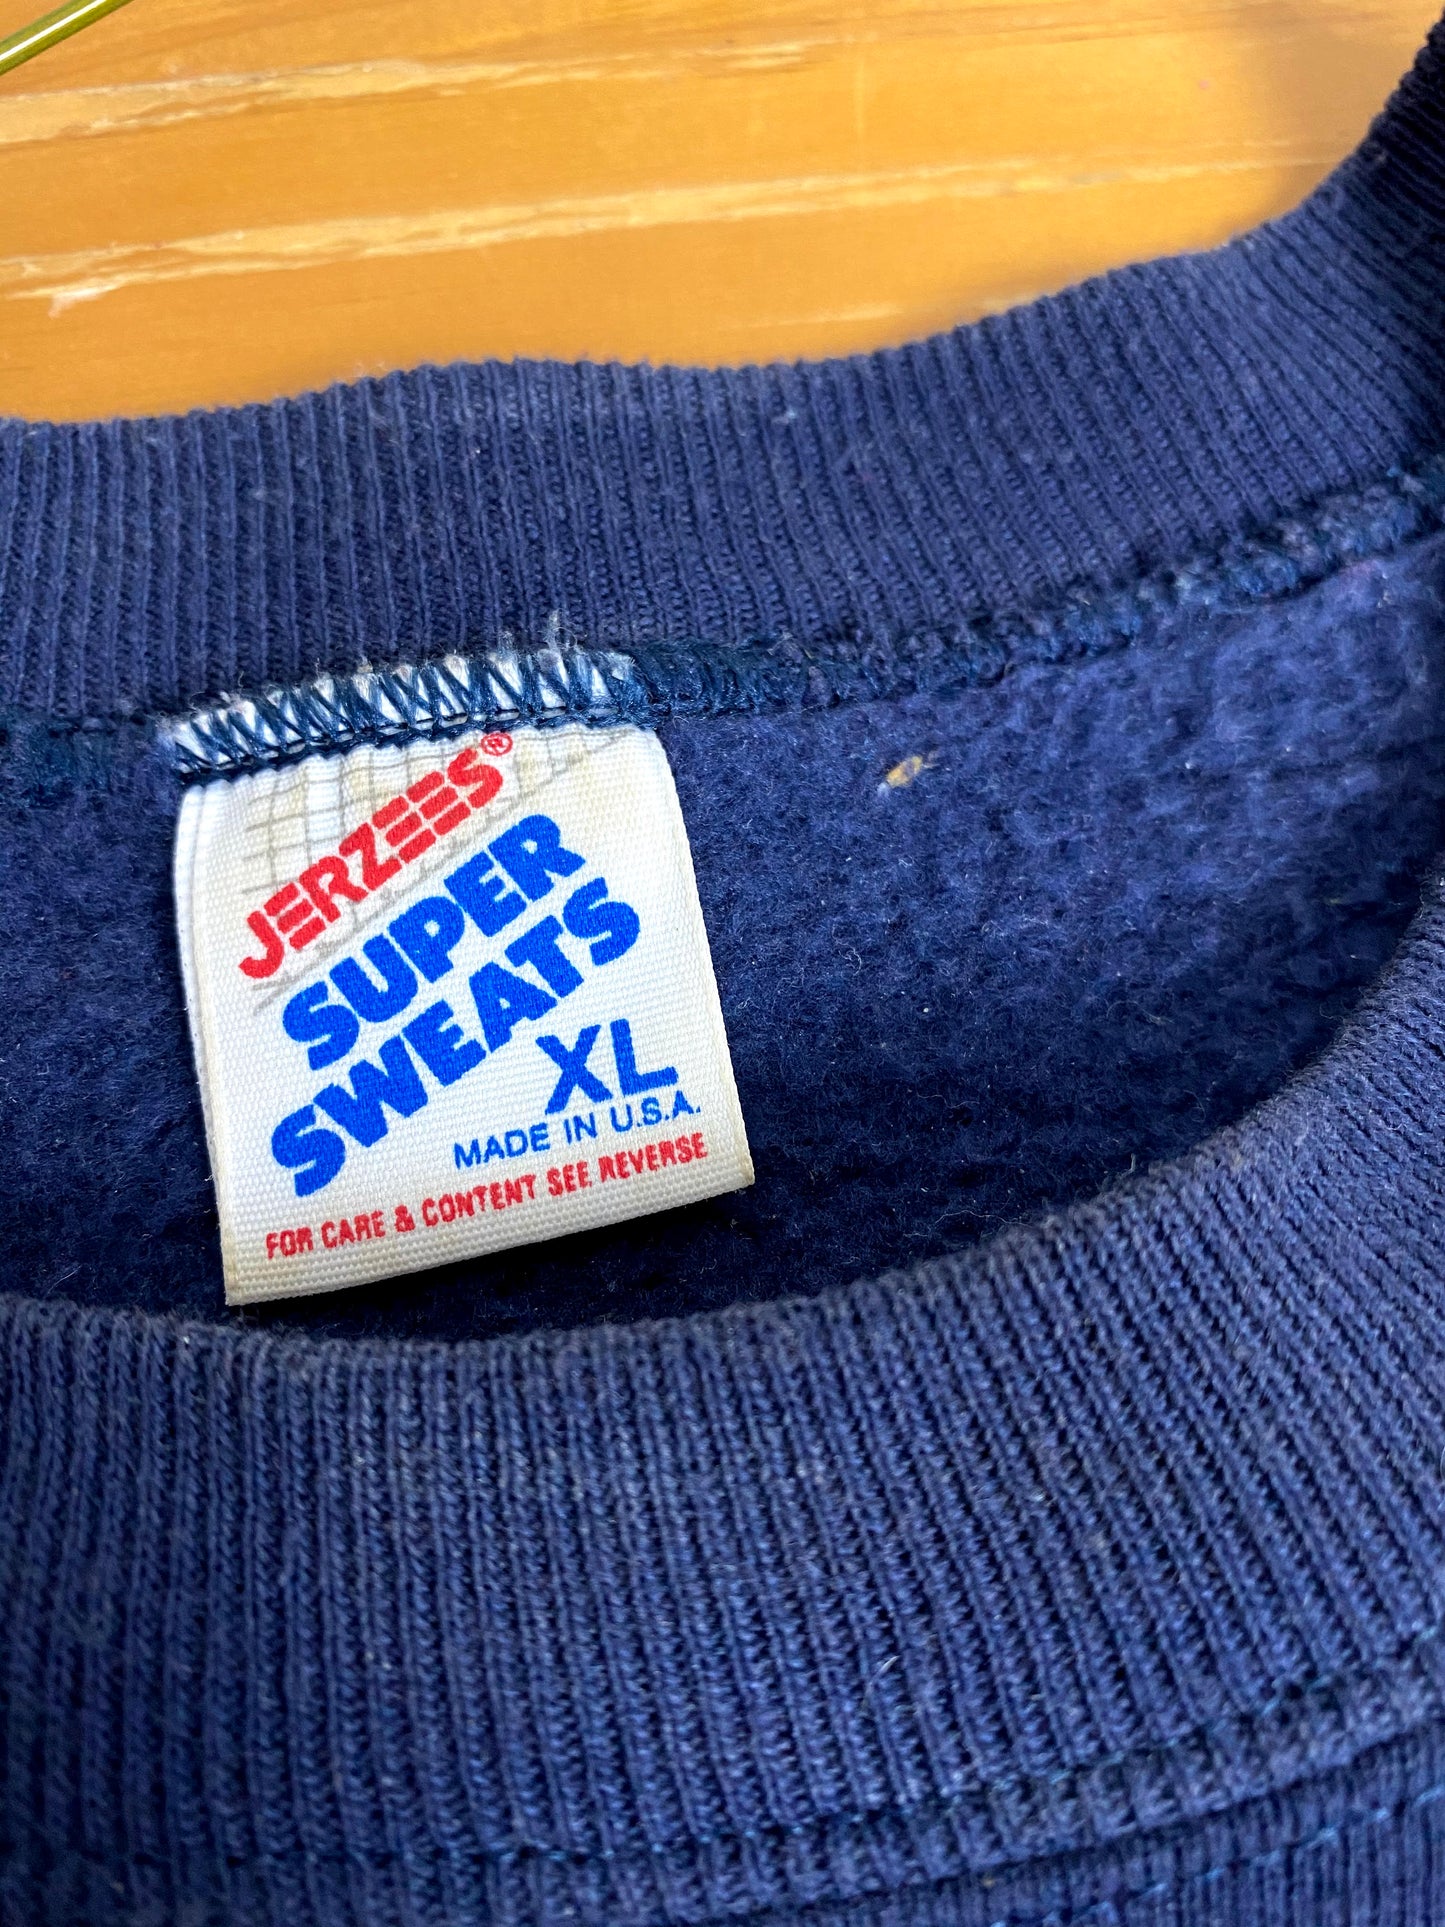 JERZEES®
SUPER
SWEATS
XL
MADE IN U.S.A.
FOR CARE & CONTENT SEE REVERSE